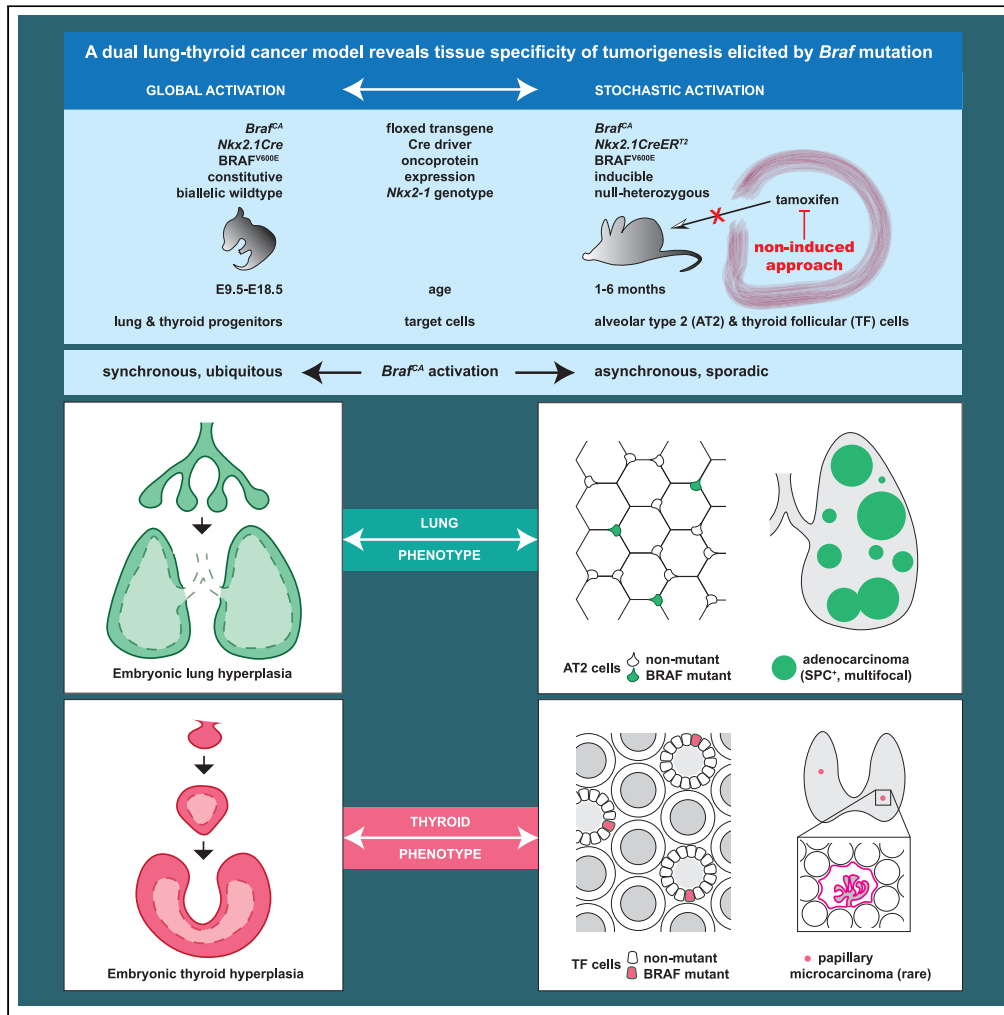 A dual lung-thyroid cancer model reveals tissue specificity of tumorigenesis elicited by Braf mutation
GLOBAL ACTIVATION
STOCHASTIC ACTIVATION
Braf^CA floxed transgene Braf^CA
Nkx2.1Cre Cre driver Nkx2.1CreER^T2
BRAF^V600E oncoprotein BRAF^V600E
constitutive expression inducible
biallelic wildtype Nkx2-1 genotype null-heterozygous
tamoxifen
non-induced
approach
E9.5-E18.5 age 1-6 months
lung & thyroid progenitors target cells alveolar type 2 (AT2) & thyroid follicular (TF) cells
synchronous, ubiquitous Braf^CA activation asynchronous, sporadic
LUNG
PHENOTYPE
Embryonic lung hyperplasia
AT2 cells non-mutant
BRAF mutant
adenocarcinoma
(SPC⁺, multifocal)
THYROID
PHENOTYPE
Embryonic thyroid hyperplasia
TF cells non-mutant
BRAF mutant
papillary
microcarcinoma (rare)